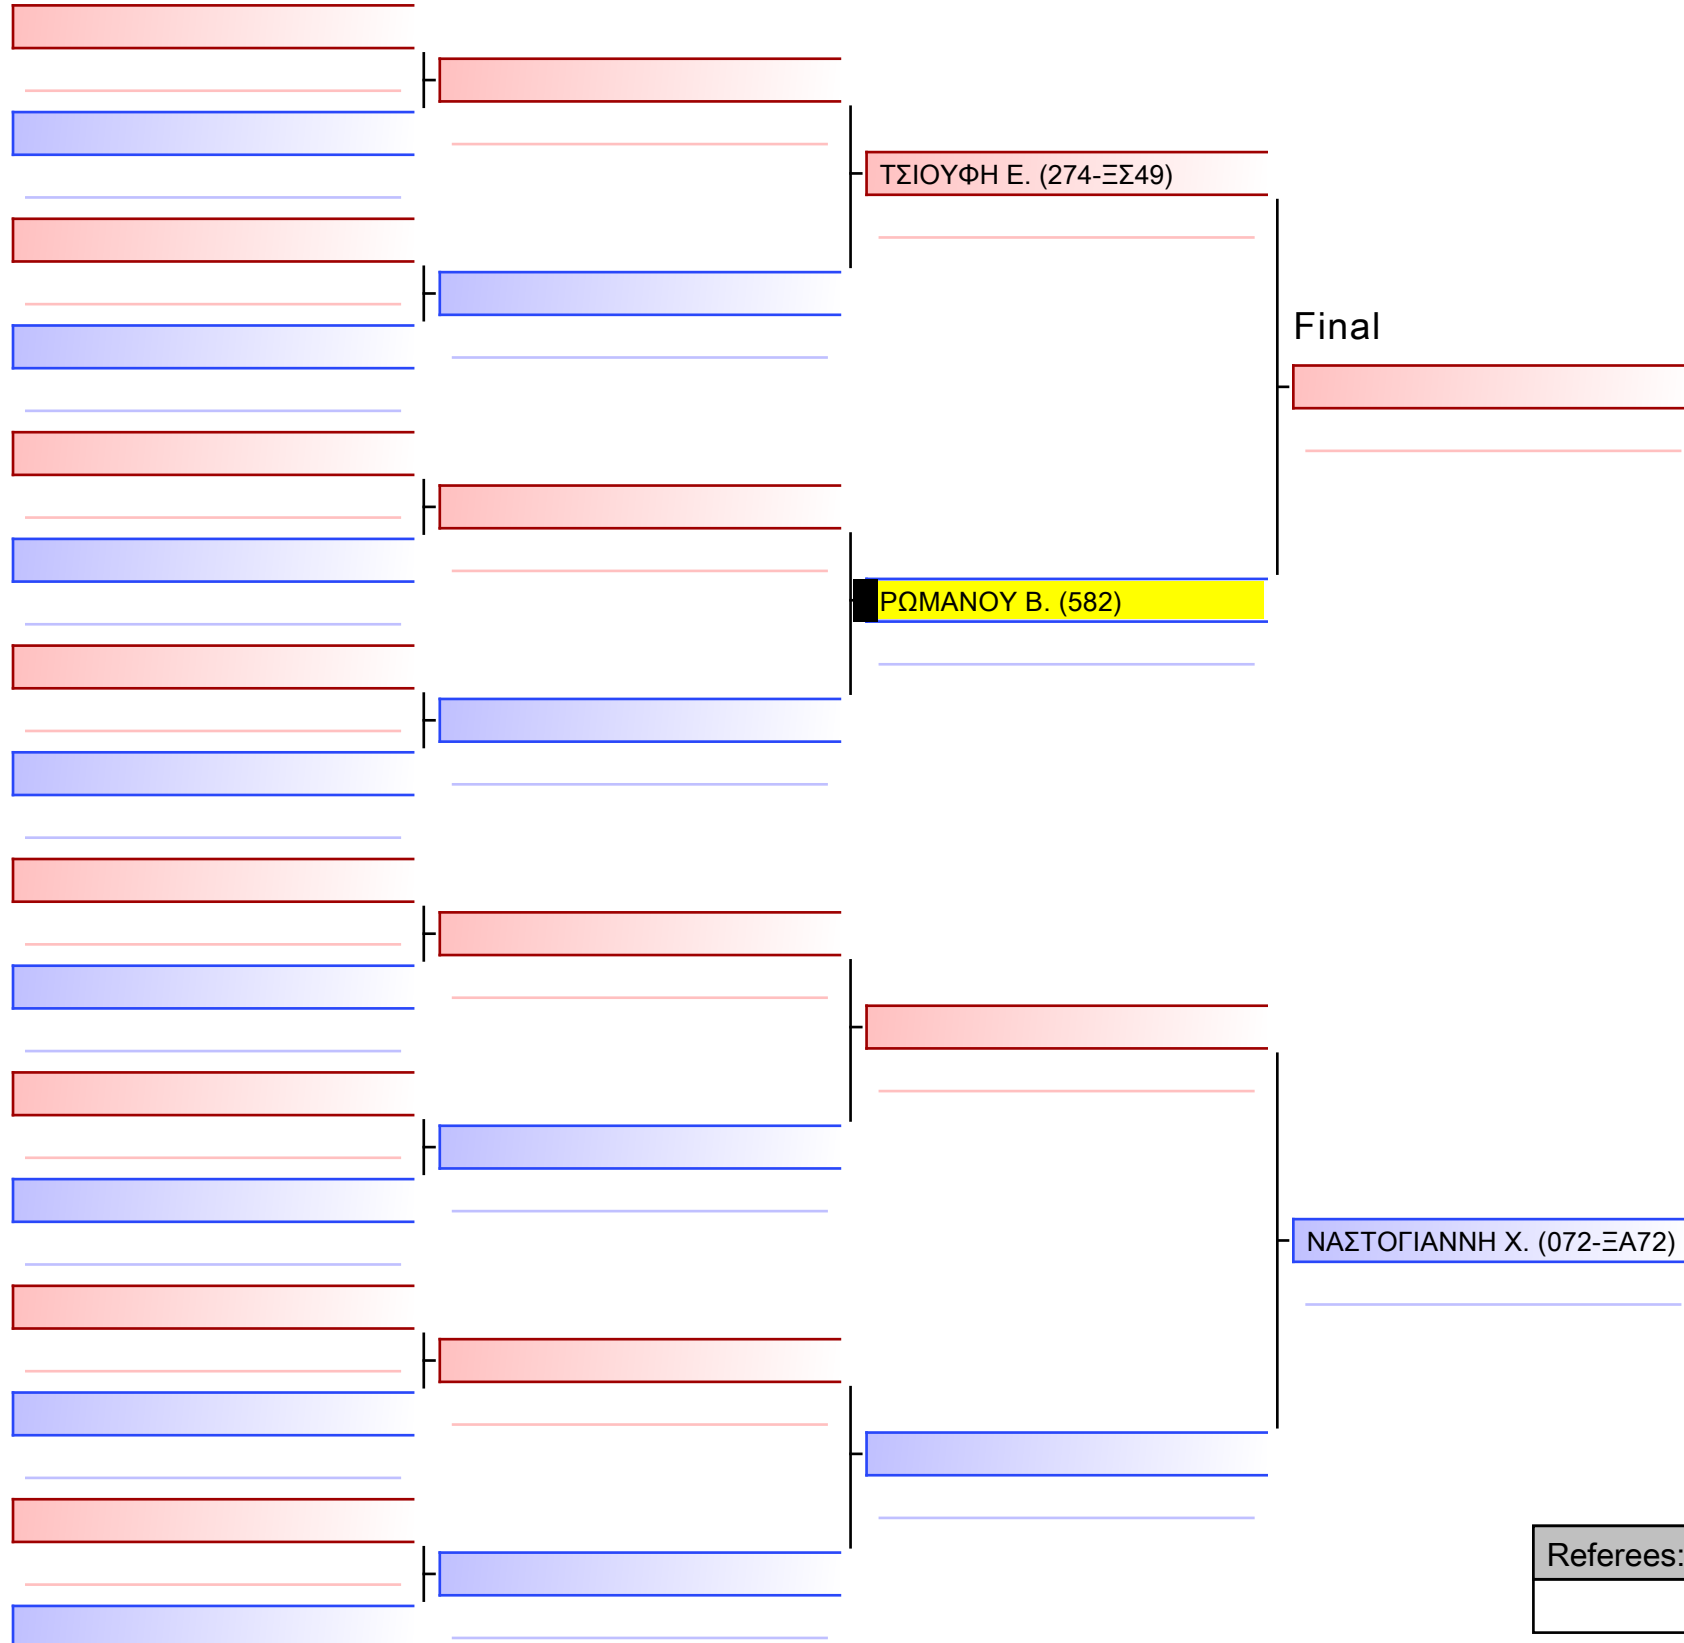 ΤΣΙΟΥΦΗ Ε. (274-ΞΣ49)
Final
ΡΩΜΑΝΟΥ Β. (582)
ΝΑΣΤΟΓΙΑΝΝΗ Χ. (072-ΞΑ72)
Referees: